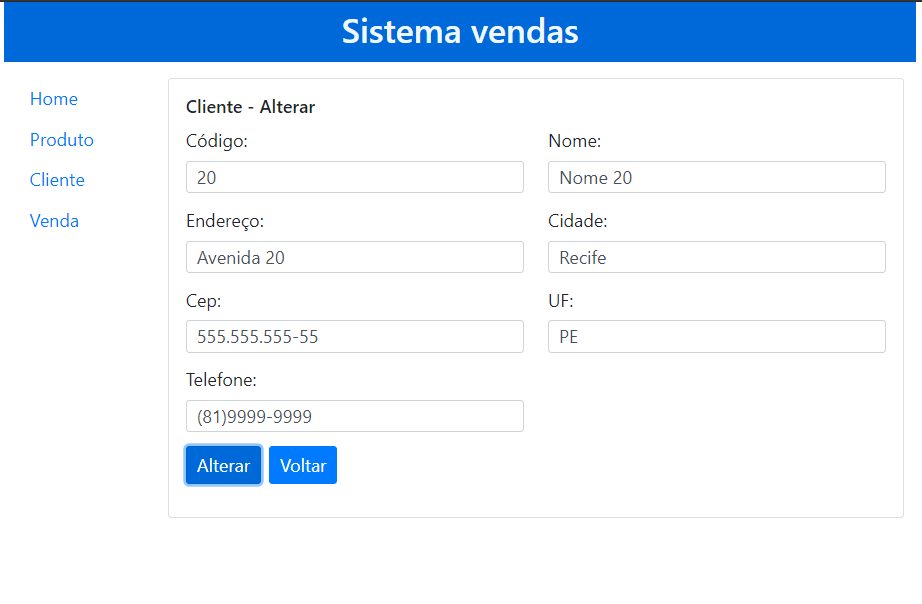 Sistema vendas
Home
Produto
Cliente
Venda
Cliente - Alterar
Código:
Nome:
20
Nome 20
Endereço:
Cidade:
Avenida 20
Recife
Cep:
UF:
555.555.555-55
PE
Telefone:
(81)9999-9999
Alterar
Voltar